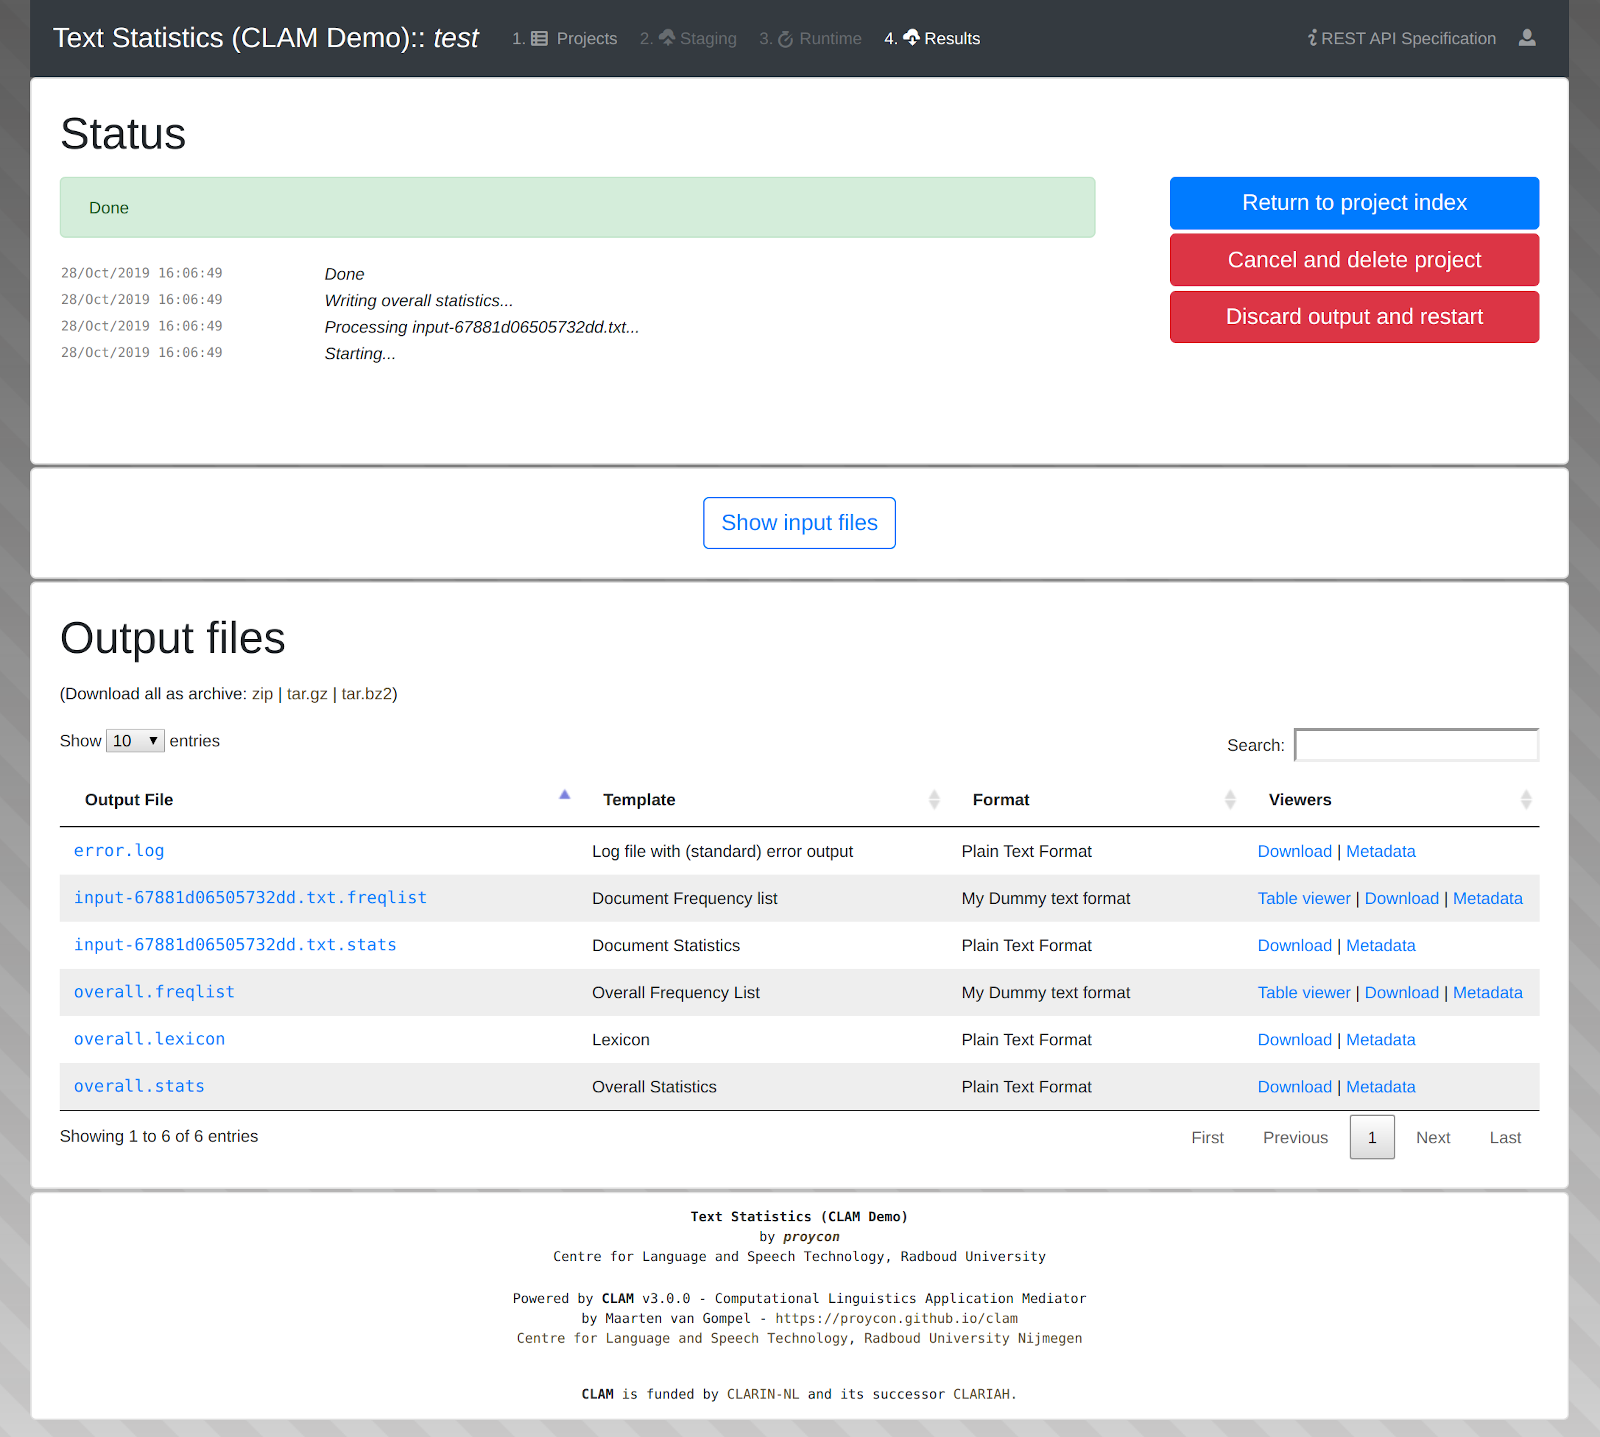 Text Statistics (CLAM Demo):: test 1. Projects 2. Staging 3. Runtime 4. Results REST API Specification
Status
Done
Return to project index
Cancel and delete project
Discard output and restart
28/Oct/2019 16:06:49 Done
28/Oct/2019 16:06:49 Writing overall statistics...
28/Oct/2019 16:06:49 Processing input-67881d06505732dd.txt...
28/Oct/2019 16:06:49 Starting...
Show input files
Output files
(Download all as archive: zip | tar.gz | tar.bz2)
Show 10 entries
Search:
Output File Template Format Viewers
error.log Log file with (standard) error output Plain Text Format Download | Metadata
input-67881d06505732dd.txt.freqlist Document Frequency list My Dummy text format Table viewer | Download | Metadata
input-67881d06505732dd.txt.stats Document Statistics Plain Text Format Download | Metadata
overall.freqlist Overall Frequency List My Dummy text format Table viewer | Download | Metadata
overall.lexicon Lexicon Plain Text Format Download | Metadata
overall.stats Overall Statistics Plain Text Format Download | Metadata
Showing 1 to 6 of 6 entries First Previous 1 Next Last
Text Statistics (CLAM Demo)
by proycon
Centre for Language and Speech Technology, Radboud University
Powered by CLAM v3.0.0 - Computational Linguistics Application Mediator
by Maarten van Gompel - https://proycon.github.io/clam
Centre for Language and Speech Technology, Radboud University Nijmegen
CLAM is funded by CLARIN-NL and its successor CLARIAH.